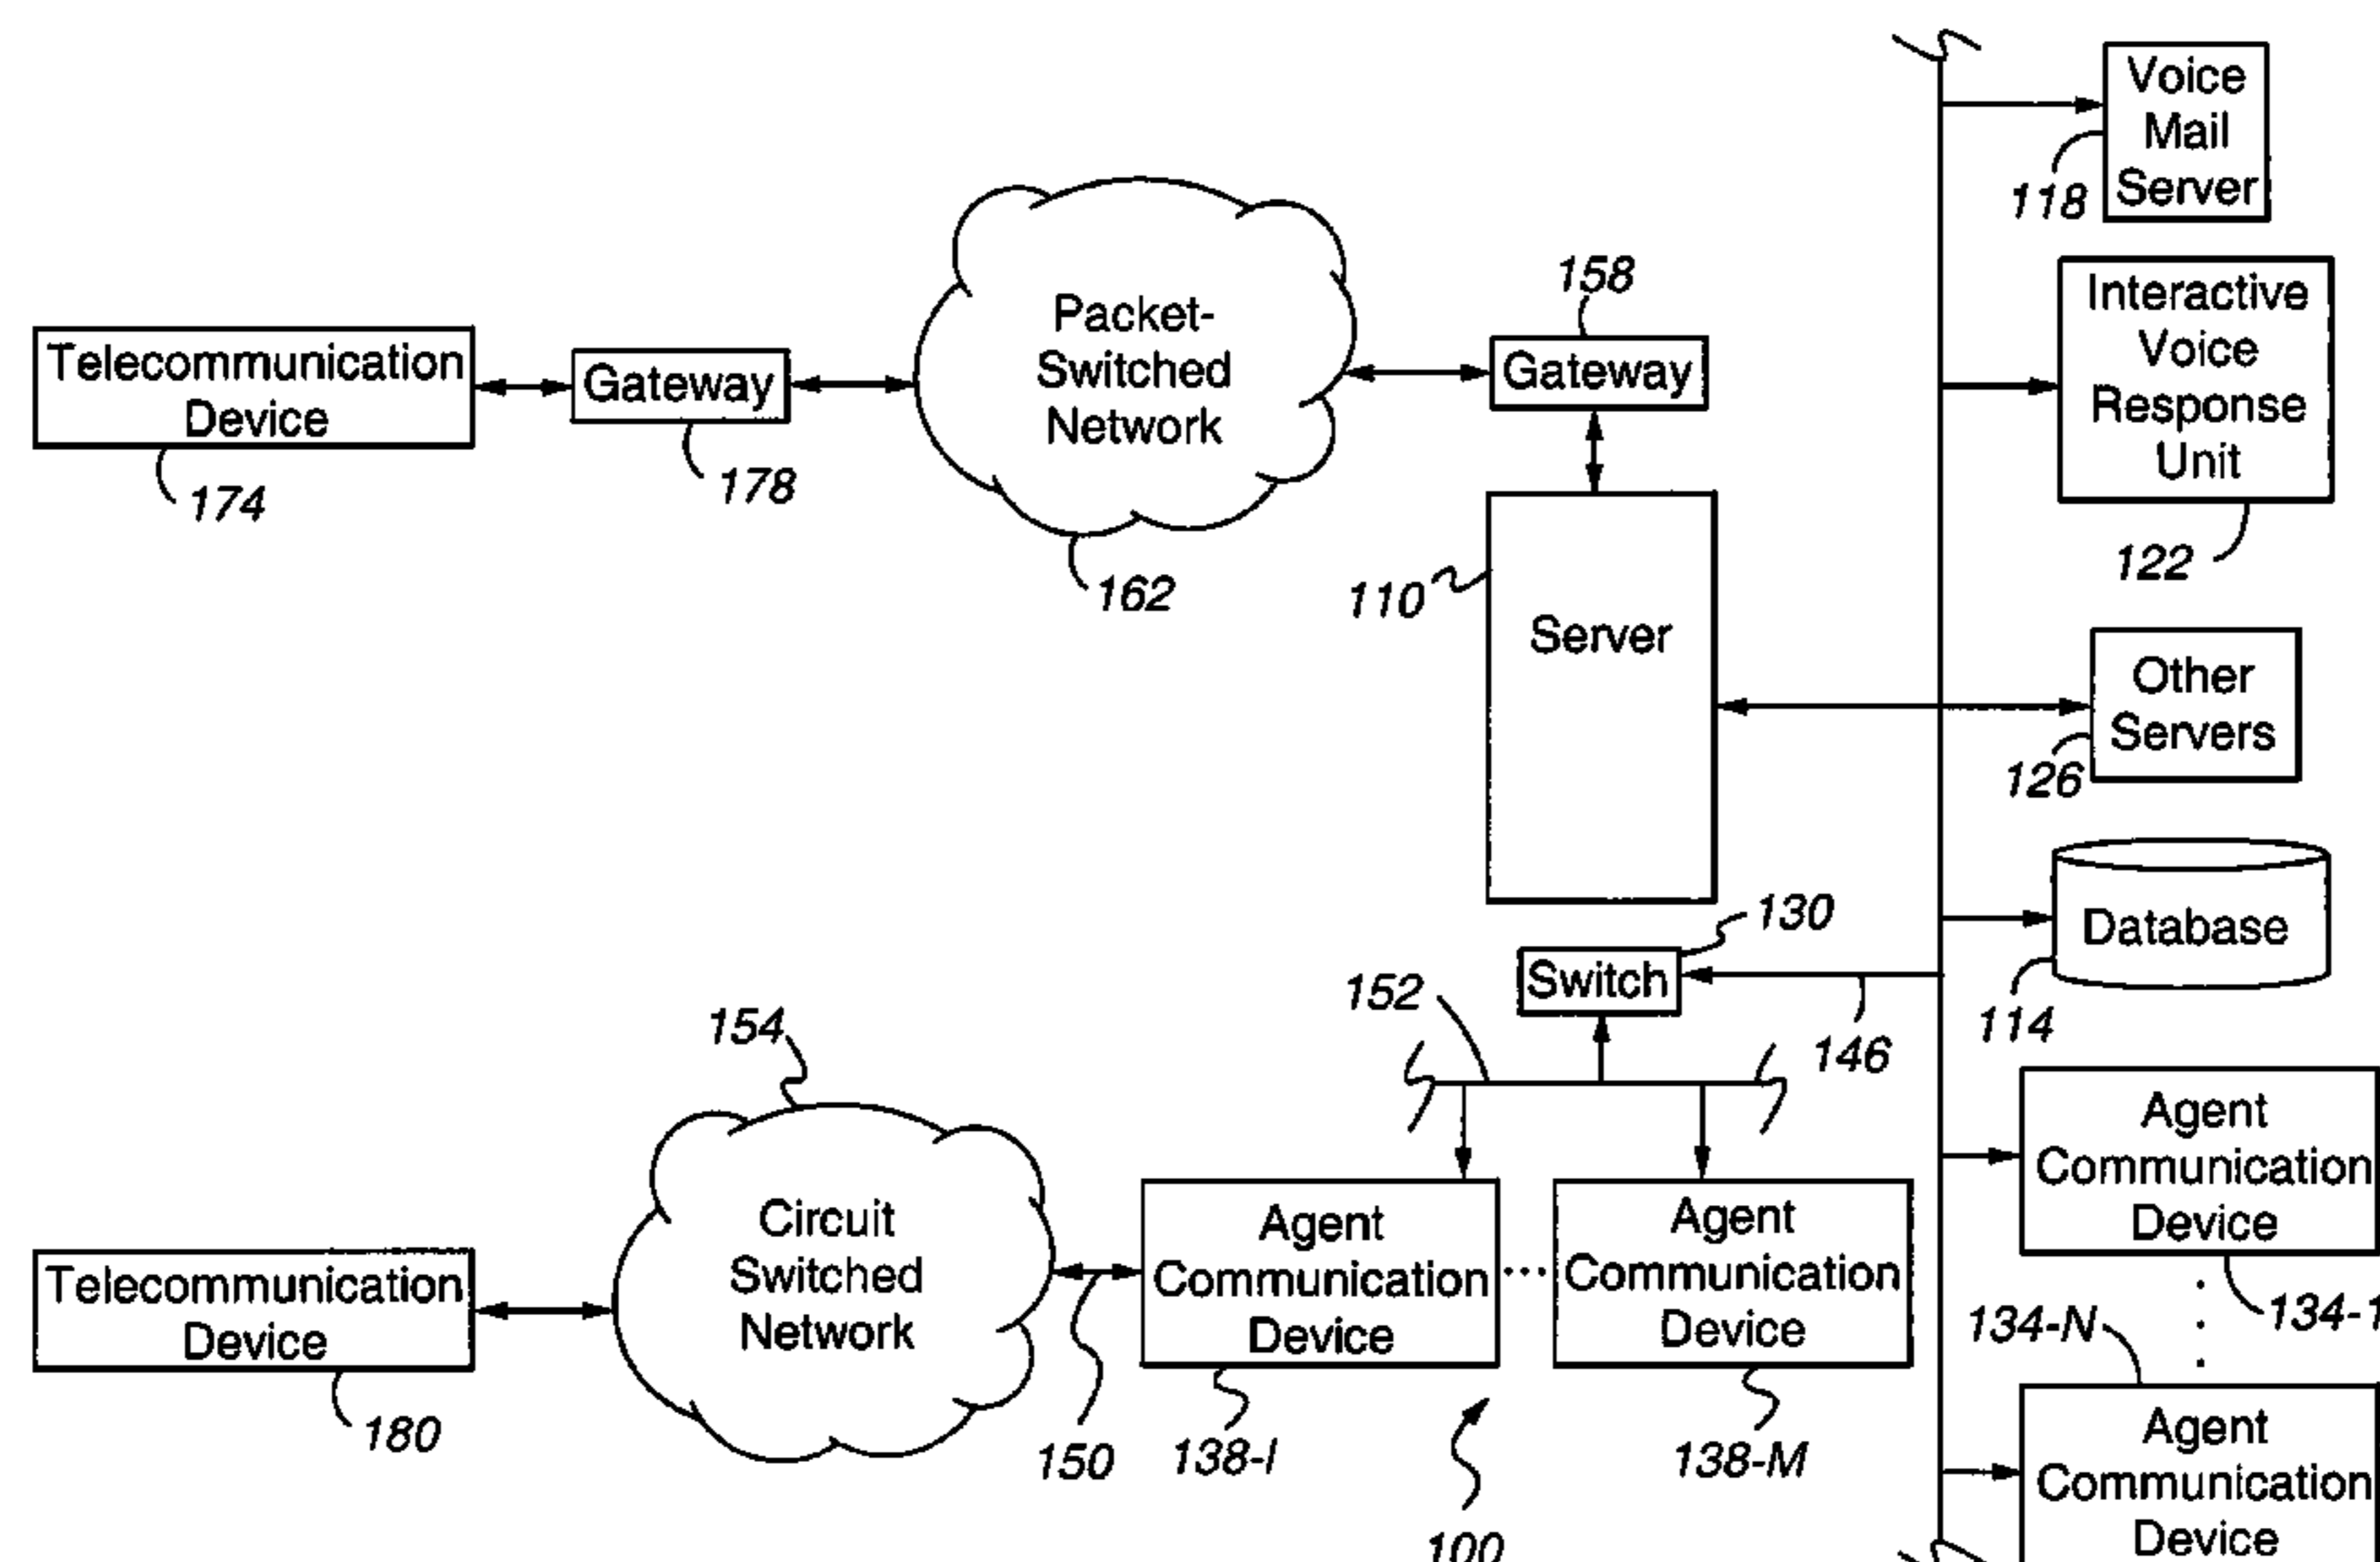 Voice
Mail
Server
118
Interactive
Voice
Response
Unit
122
158
Gateway
Packet-
Switched
Network
162
Telecommunication
Device
174
Gateway
178
110
Server
Other
Servers
126
Database
114
130
Switch
152
146
154
Circuit
Switched
Network
Telecommunication
Device
180
150
Agent
Communication
Device
138-I
...
Agent
Communication
Device
138-M
100
Agent
Communication
Device
134-1
134-N
Agent
Communication
Device